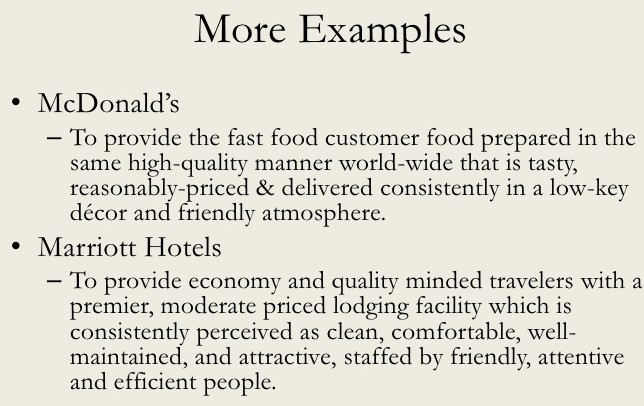 More Examples
• McDonald's
– To provide the fast food customer food prepared in the
same high-quality manner world-wide that is tasty,
reasonably-priced & delivered consistently in a low-key
décor and friendly atmosphere.
• Marriott Hotels
– To provide economy and quality minded travelers with a
premier, moderate priced lodging facility which is
consistently perceived as clean, comfortable, well-
maintained, and attractive, staffed by friendly, attentive
and efficient people.